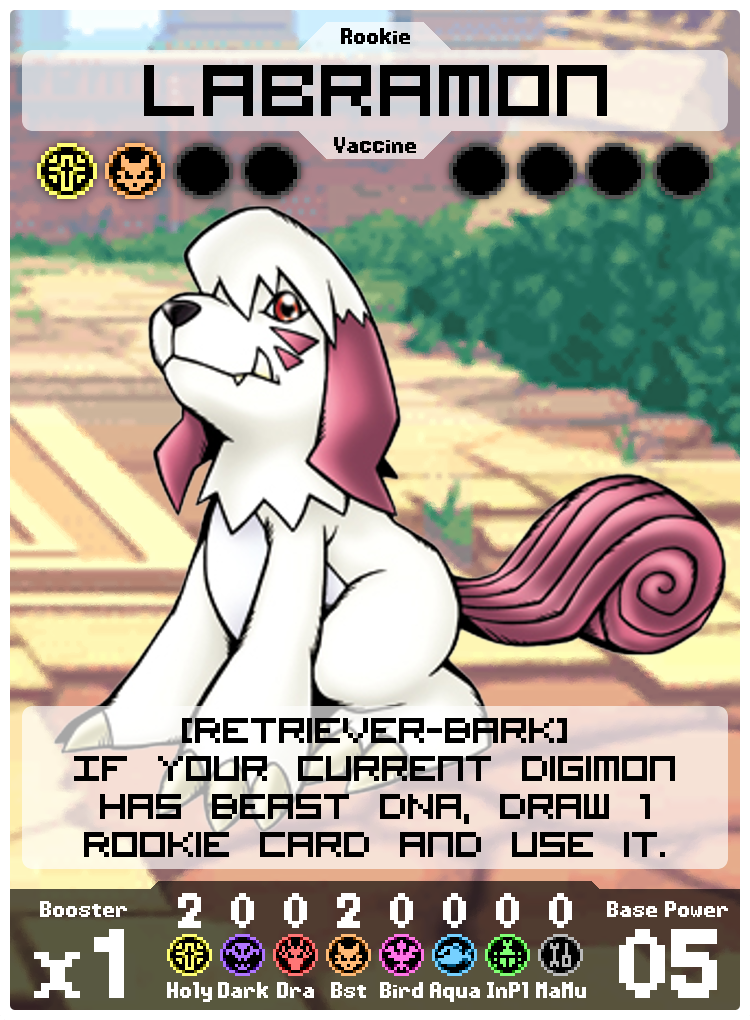 Rookie
LABRAMON
Vaccine
[RETRIEVER-BARK]
IF YOUR CURRENT DIGIMON
HAS BEAST DNA, DRAW 1
ROOKIE CARD AND USE IT.
Booster 2 0 0 2 0 0 0 0 Base Power
x1 05
Holy Dark Dra Bst Bird Aqua InPl MaMu